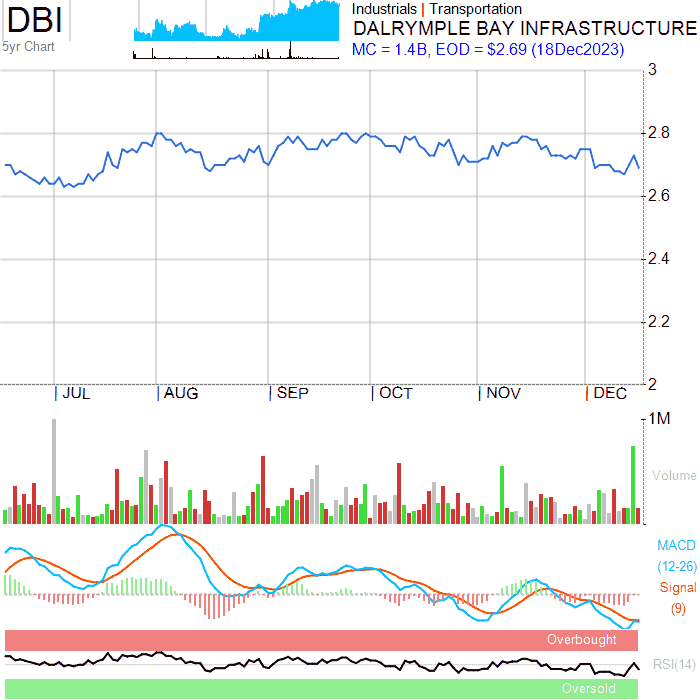 DBI
5yr Chart
Industrials | Transportation
DALRYMPLE BAY INFRASTRUCTURE
MC = 1.4B, EOD = $2.69 (18Dec2023)
3
2.8
2.6
2.4
2.2
2
JUL AUG SEP OCT NOV DEC
1M
Volume
MACD
(12-26)
Signal
(9)
Overbought
RSI(14)
Oversold